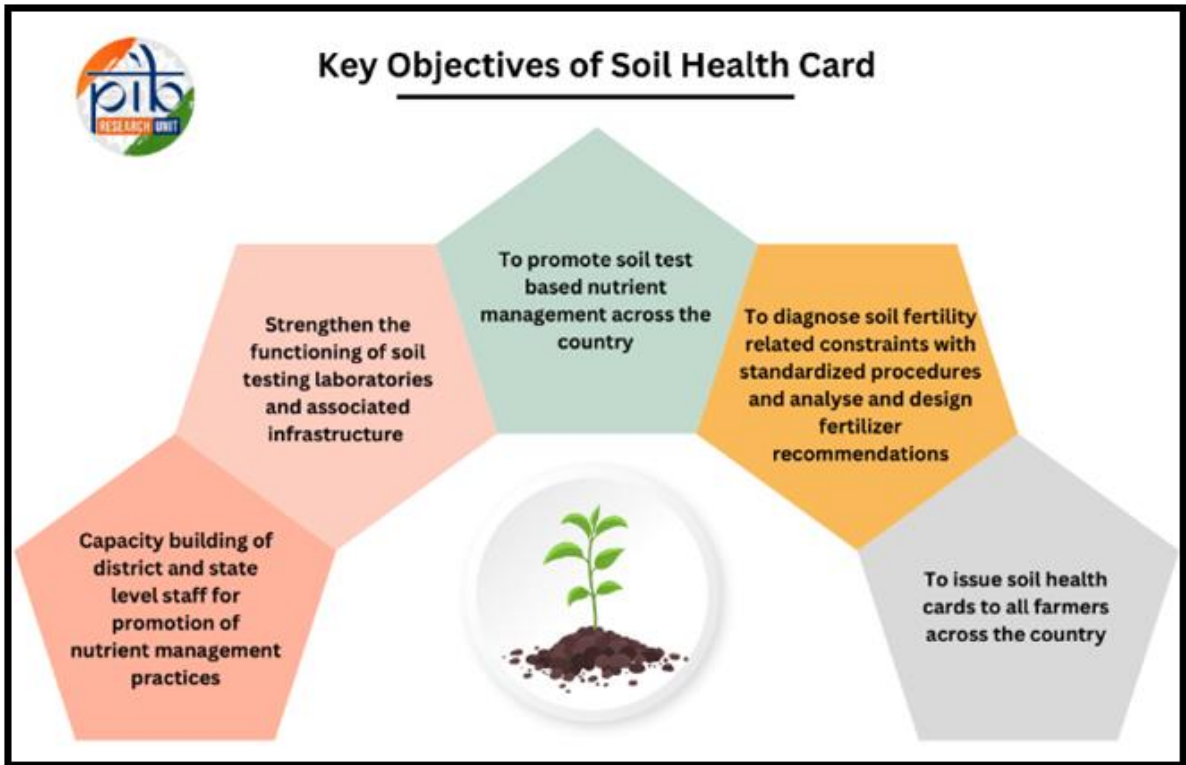 pib
RESEARCH UNIT
Key Objectives of Soil Health Card
Capacity building of
district and state
level staff for
promotion of
nutrient management
practices
Strengthen the
functioning of soil
testing laboratories
and associated
infrastructure
To promote soil test
based nutrient
management across the
country
To diagnose soil fertility
related constraints with
standardized procedures
and analyse and design
fertilizer
recommendations
To issue soil health
cards to all farmers
across the country